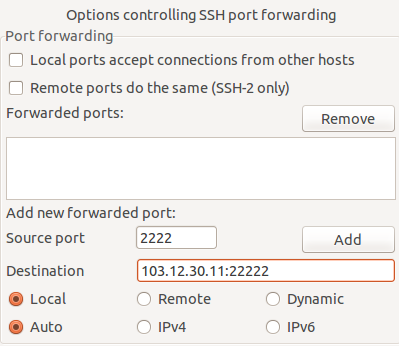 Options controlling SSH port forwarding
Port forwarding
Local ports accept connections from other hosts
Remote ports do the same (SSH-2 only)
Forwarded ports: Remove
Add new forwarded port:
Source port 2222 Add
Destination 103.12.30.11:22222
Local Remote Dynamic
Auto IPv4 IPv6